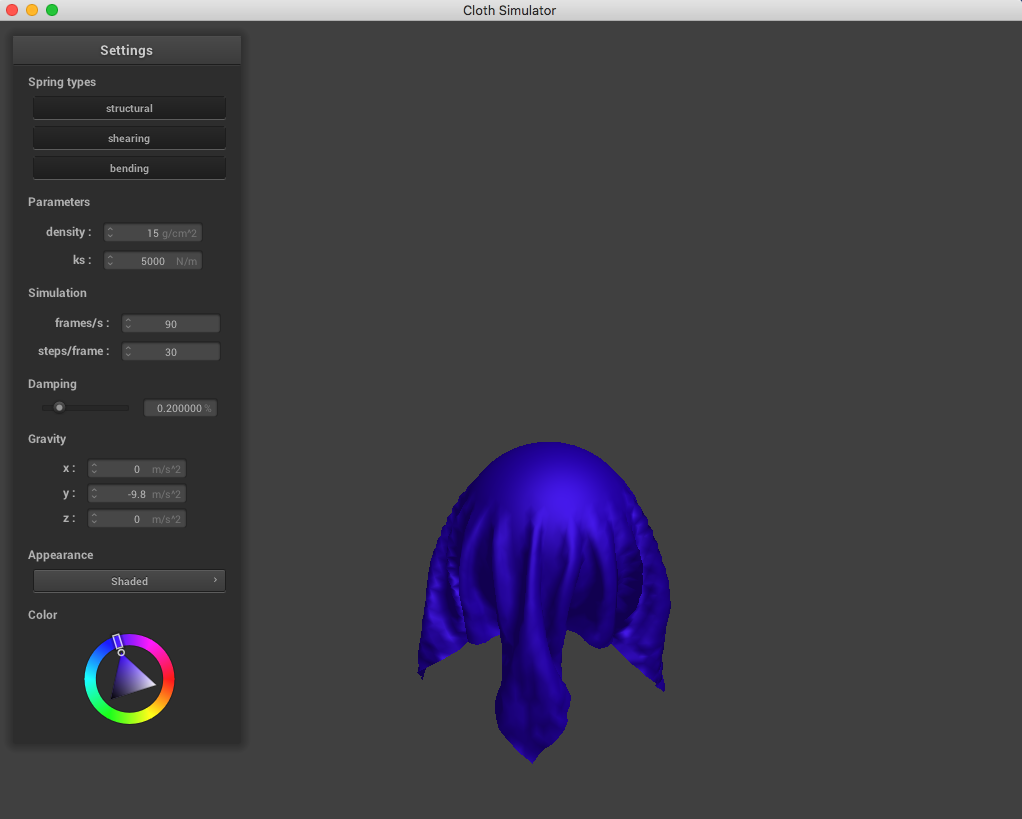 Cloth Simulator
Settings
Spring types
structural
shearing
bending
Parameters
density : 15 g/cm^2
ks : 5000 N/m
Simulation
frames/s : 90
steps/frame : 30
Damping
0.200000 %
Gravity
x : 0 m/s^2
y : -9.8 m/s^2
z : 0 m/s^2
Appearance
Shaded
Color